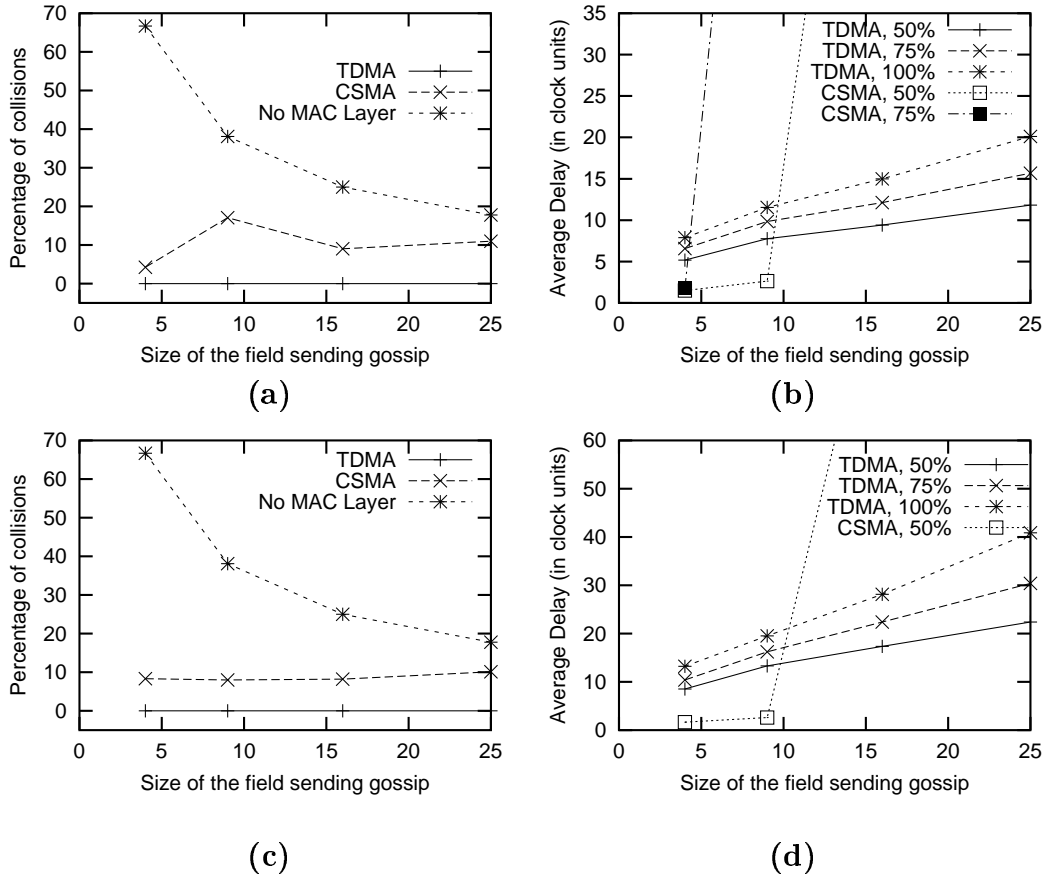 70
60
50
40
30
20
10
0
Percentage of collisions
TDMA
CSMA
No MAC Layer
0 5 10 15 20 25
Size of the field sending gossip
(a)
35
30
25
20
15
10
5
0
Average Delay (in clock units)
TDMA, 50%
TDMA, 75%
TDMA, 100%
CSMA, 50%
CSMA, 75%
0 5 10 15 20 25
Size of the field sending gossip
(b)
70
60
50
40
30
20
10
0
Percentage of collisions
TDMA
CSMA
No MAC Layer
0 5 10 15 20 25
Size of the field sending gossip
(c)
60
50
40
30
20
10
0
Average Delay (in clock units)
TDMA, 50%
TDMA, 75%
TDMA, 100%
CSMA, 50%
0 5 10 15 20 25
Size of the field sending gossip
(d)